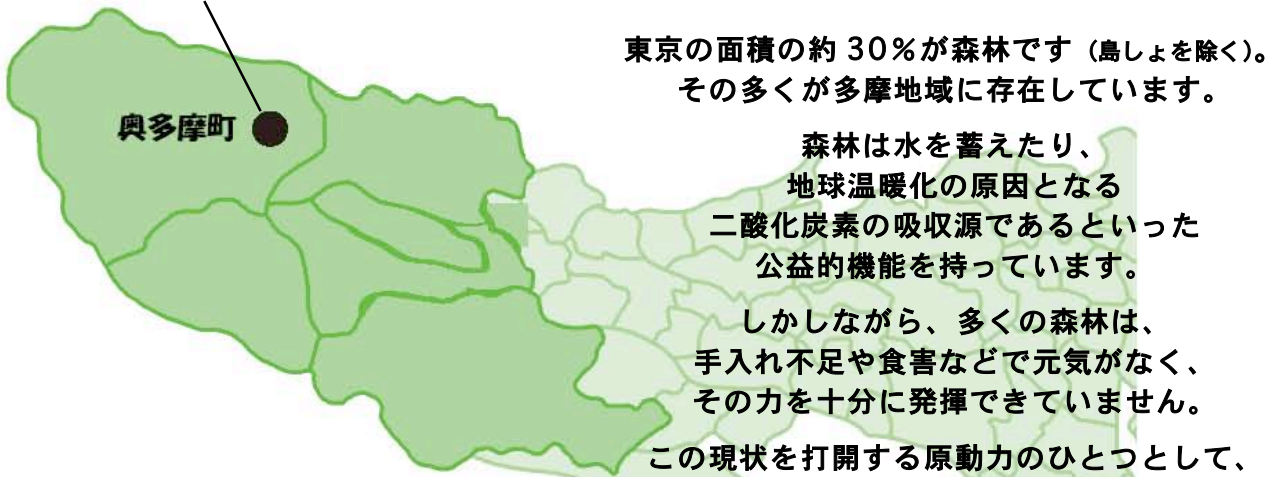 東京の面積の約30%が森林です(島しょを除く)。
その多くが多摩地域に存在しています。
奥多摩町
森林は水を蓄えたり、
地球温暖化の原因となる
二酸化炭素の吸収源であるといった
公益的機能を持っています。
しかしながら、多くの森林は、
手入れ不足や食害などで元気がなく、
その力を十分に発揮できていません。
この現状を打開する原動力のひとつとして、